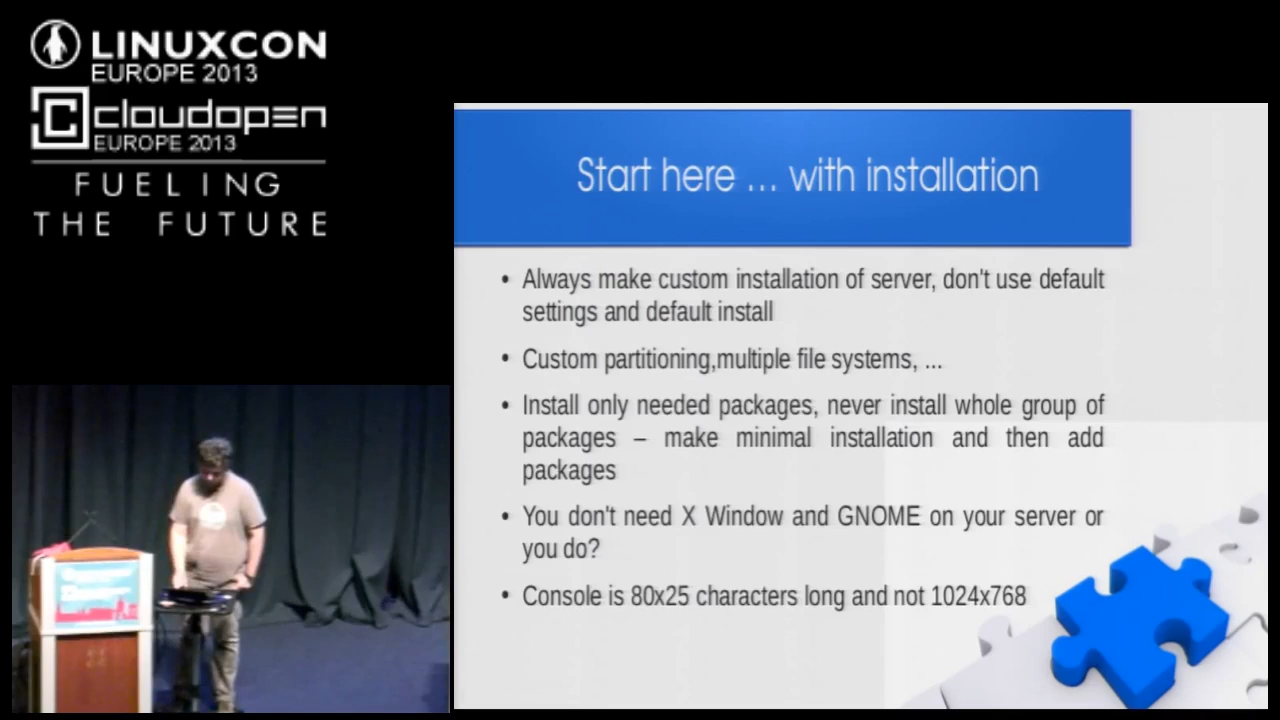 LINUXCON
EUROPE 2013
cloudopen
EUROPE 2013
FUELING
THE FUTURE
Start here ... with installation
• Always make custom installation of server, don't use default
settings and default install
• Custom partitioning,multiple file systems, ...
• Install only needed packages, never install whole group of
packages – make minimal installation and then add
packages
• You don't need X Window and GNOME on your server or
you do?
• Console is 80x25 characters long and not 1024x768